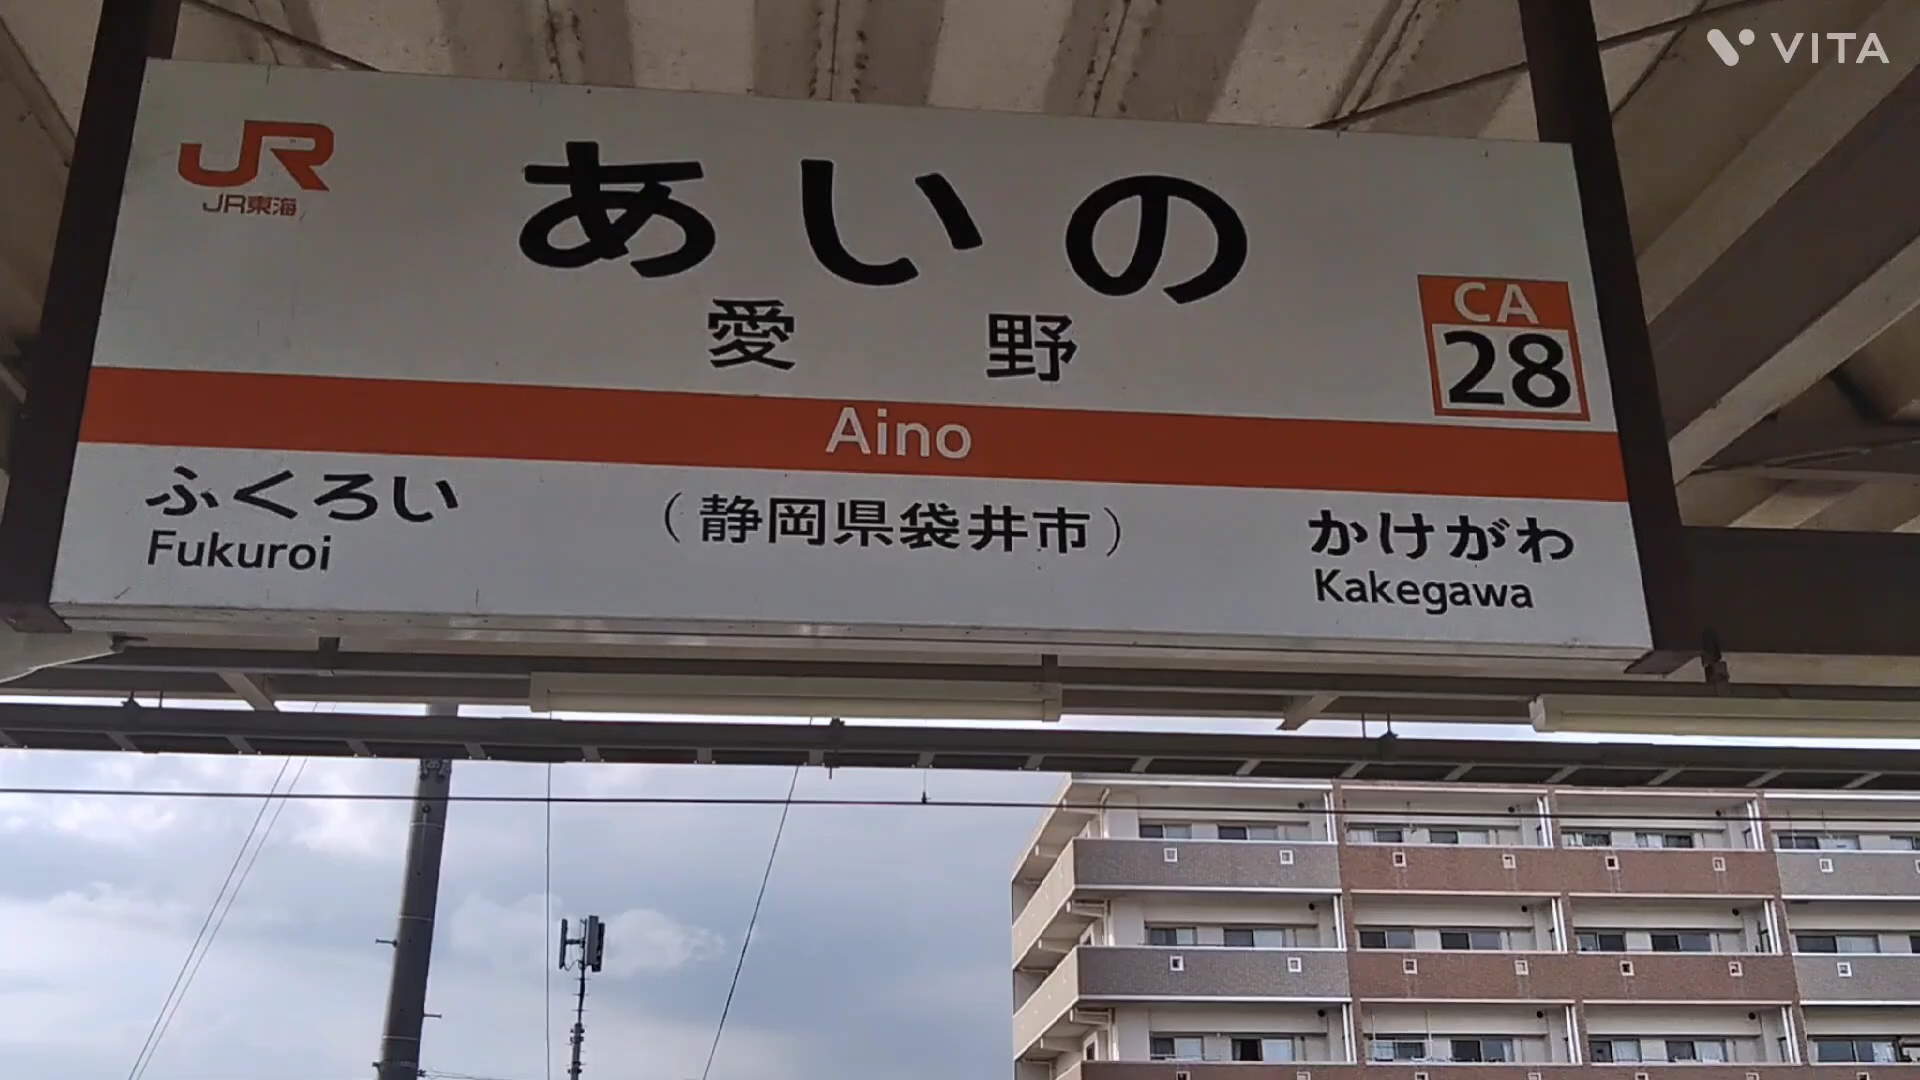 VITA
JR
JR東海
あいの
愛野
CA
28
Aino
ふくろい
Fukuroi
（静岡県袋井市）
かけがわ
Kakegawa